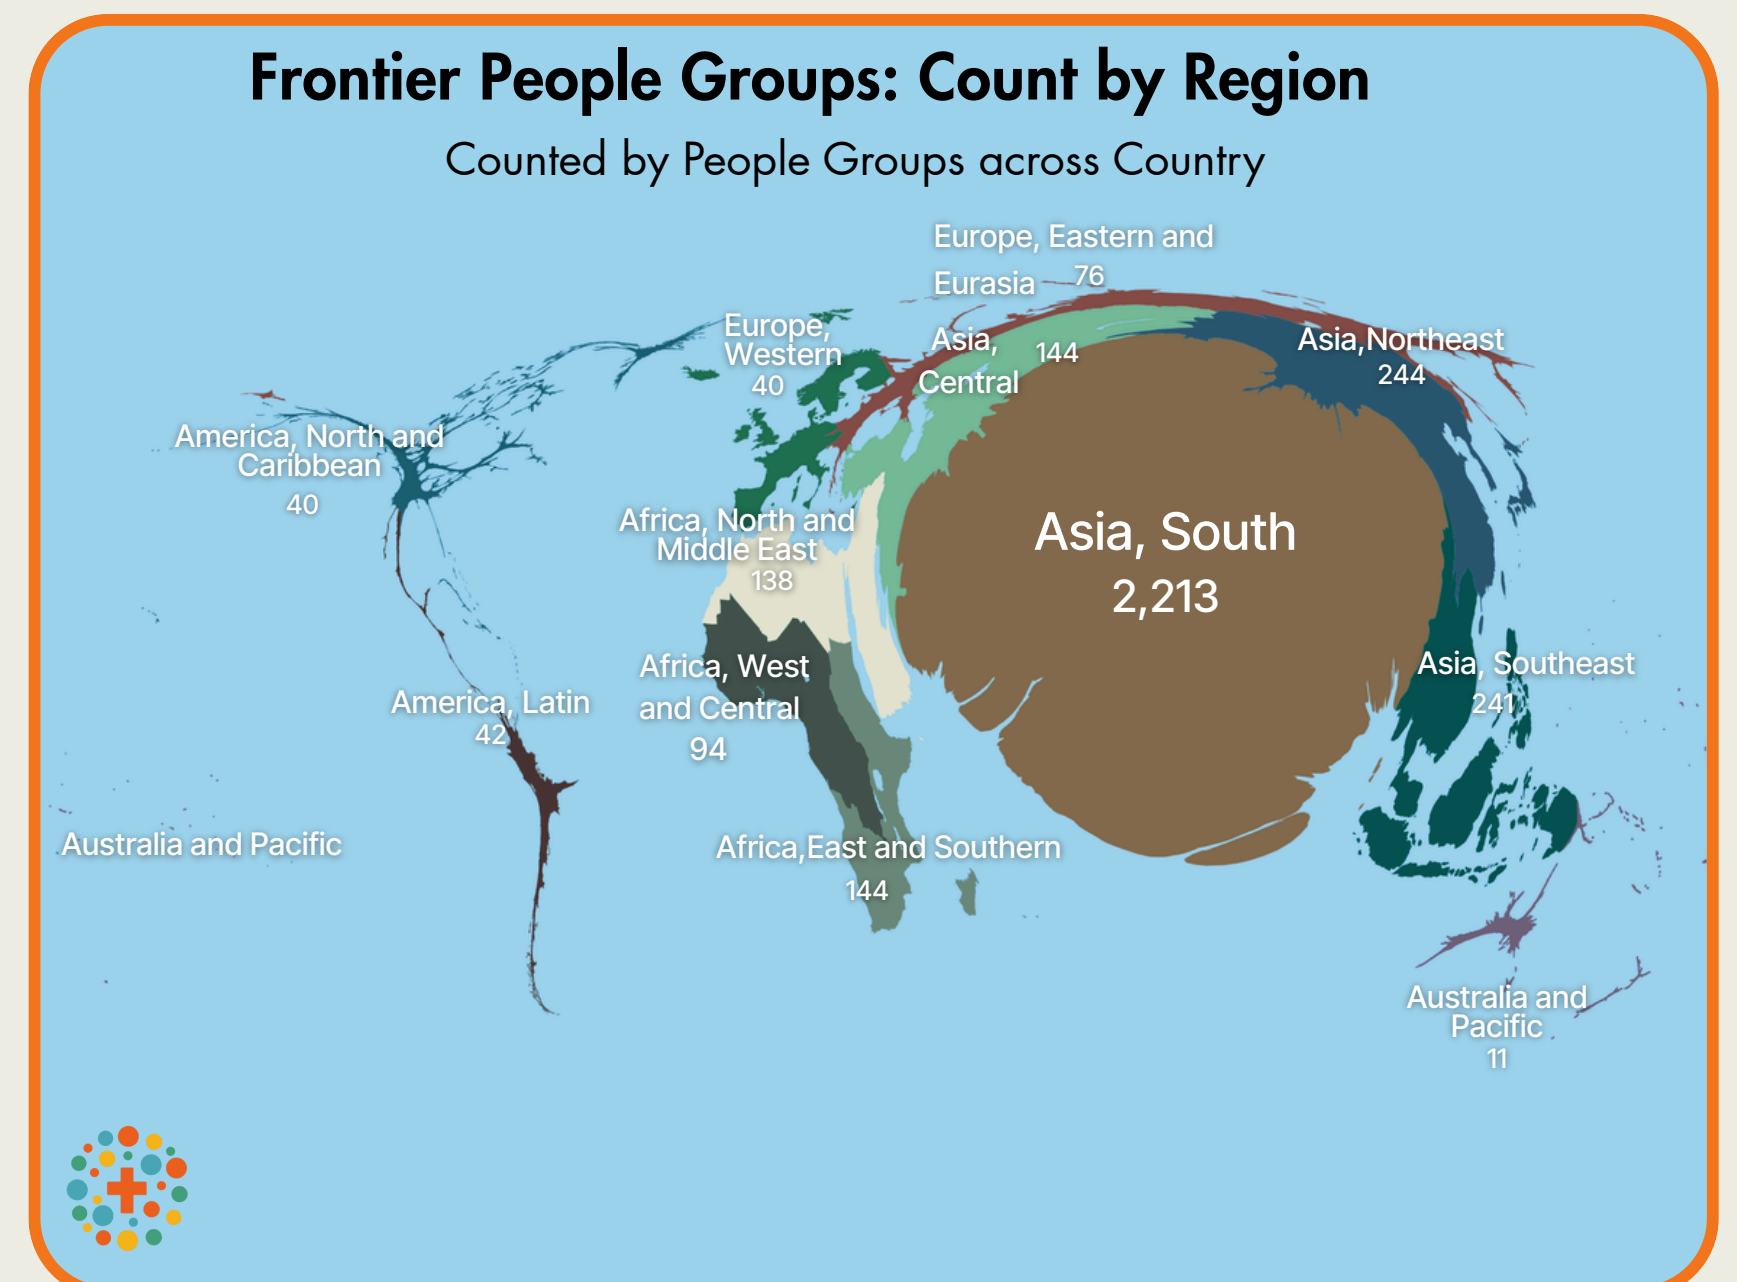 Frontier People Groups: Count by Region
Counted by People Groups across Country
Europe, Eastern and
Eurasia 76
Europe,
Western
40
Asia,
Central
144
Asia,Northeast
244
America, North and
Caribbean
40
Africa, North and
Middle East
138
Asia, South
2,213
Africa, West
and Central
94
Asia, Southeast
241
America, Latin
42
Australia and Pacific
Africa,East and Southern
144
Australia and
Pacific
11